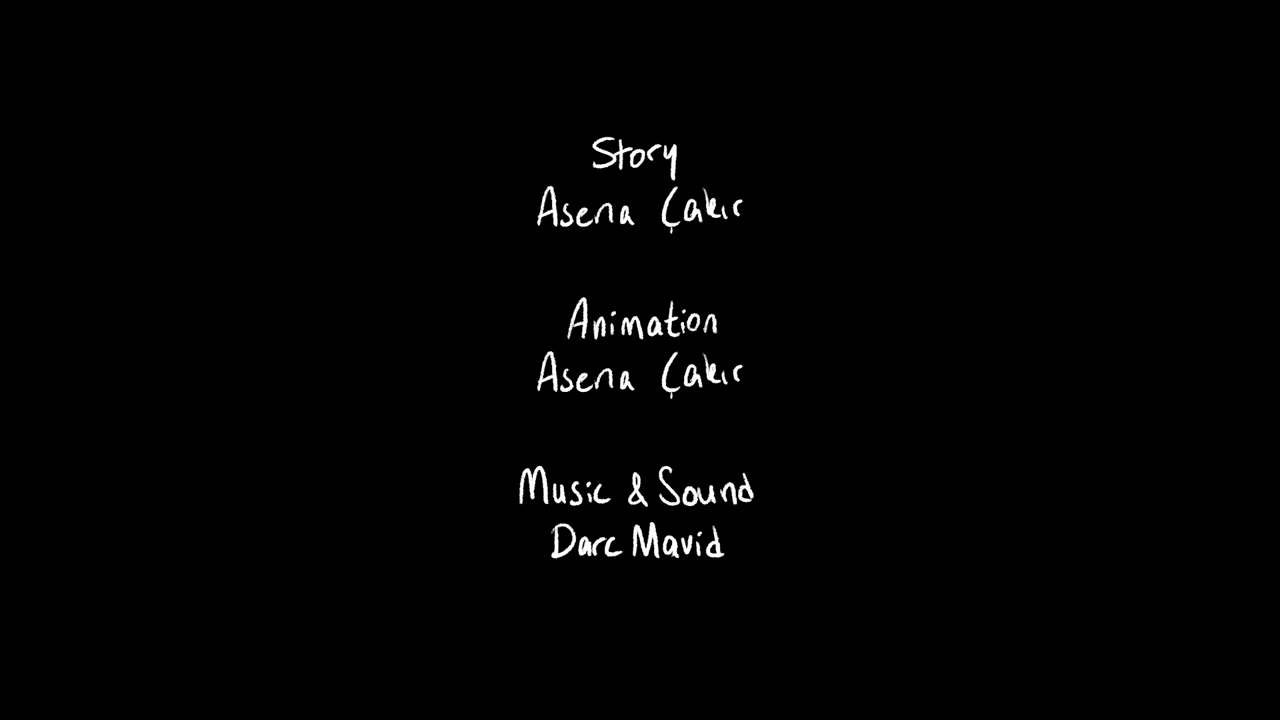 Story
Asena Çakır
Animation
Asena Çakır
Music & Sound
Darc Mavid